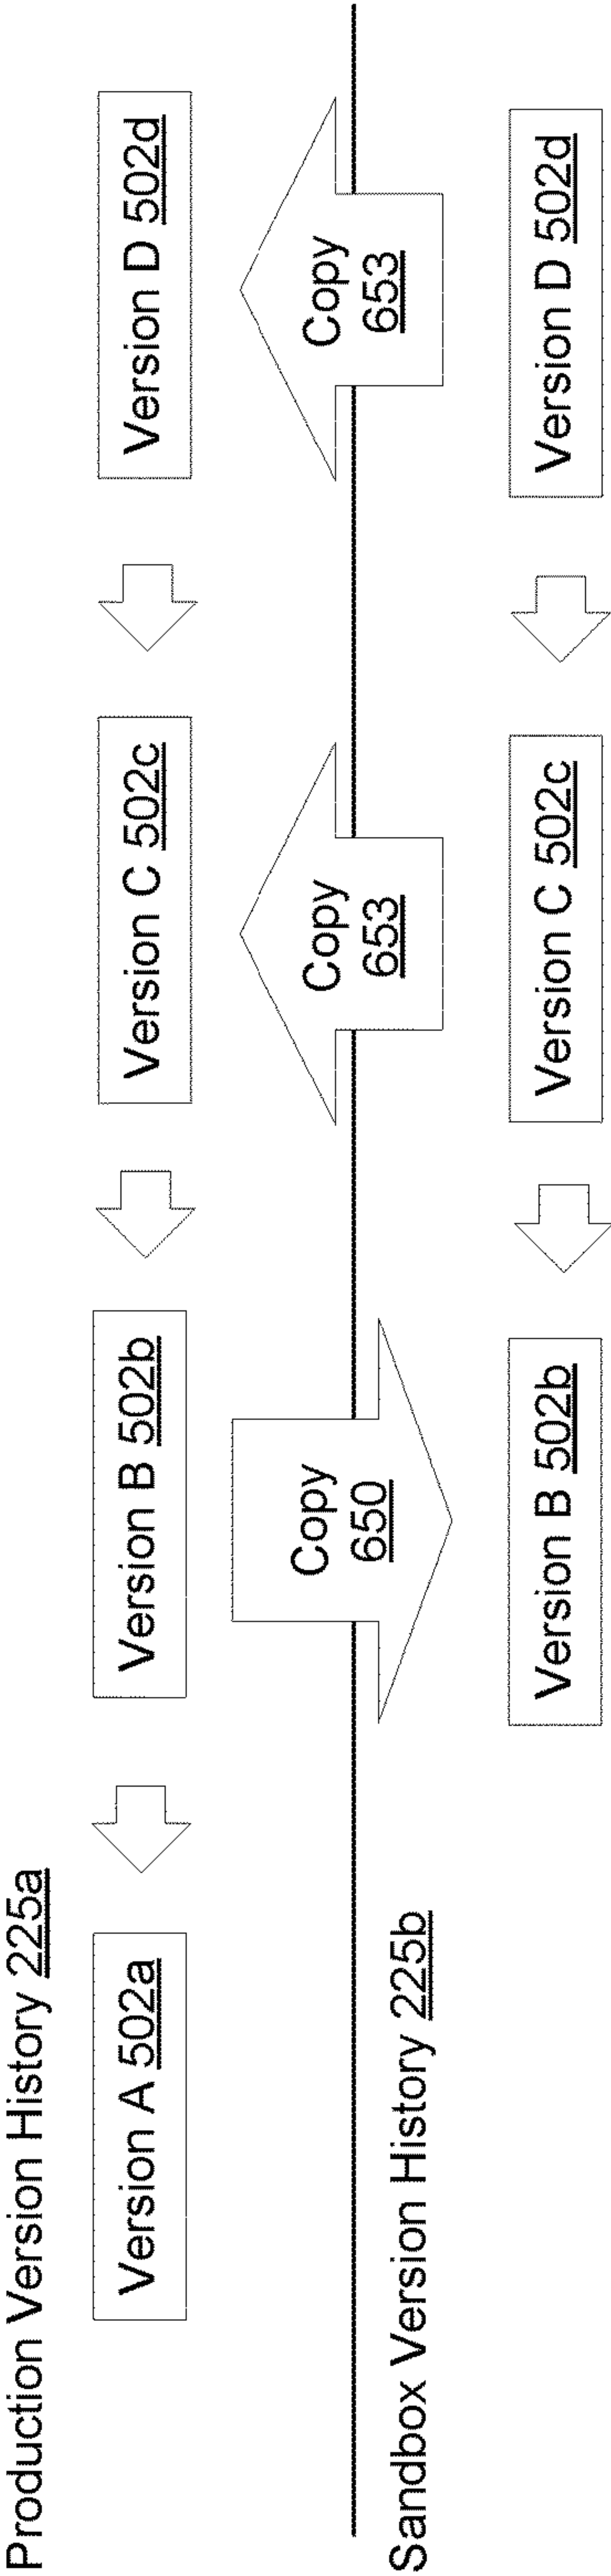 Production Version History 225a
Version A 502a
Version B 502b
Version C 502c
Version D 502d
Copy
650
Copy
653
Copy
653
Sandbox Version History 225b
Version B 502b
Version C 502c
Version D 502d